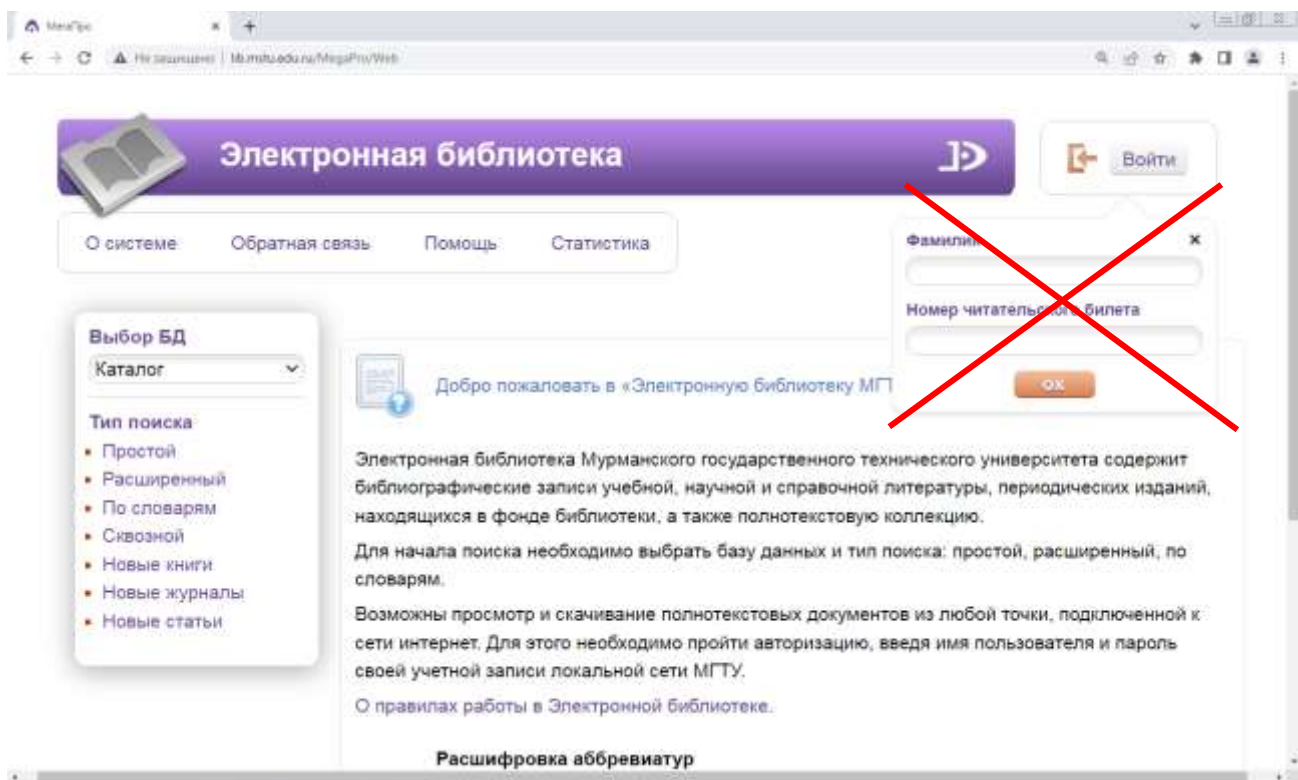 МегаПро
Не защищено | lib.mstu.edu.ru/MegaPro/Web
Электронная библиотека
Войти
О системе Обратная связь Помощь Статистика
Фамилия
Номер читательского билета
ОК
Выбор БД
Каталог
Тип поиска
Простой
Расширенный
По словарям
Сквозной
Новые книги
Новые журналы
Новые статьи
Добро пожаловать в «Электронную библиотеку МГТ
Электронная библиотека Мурманского государственного технического университета содержит
библиографические записи учебной, научной и справочной литературы, периодических изданий,
находящихся в фонде библиотеки, а также полнотекстовую коллекцию.
Для начала поиска необходимо выбрать базу данных и тип поиска: простой, расширенный, по
словарям.
Возможны просмотр и скачивание полнотекстовых документов из любой точки, подключенной к
сети интернет. Для этого необходимо пройти авторизацию, введя имя пользователя и пароль
своей учетной записи локальной сети МГТУ.
О правилах работы в Электронной библиотеке.
Расшифровка аббревиатур